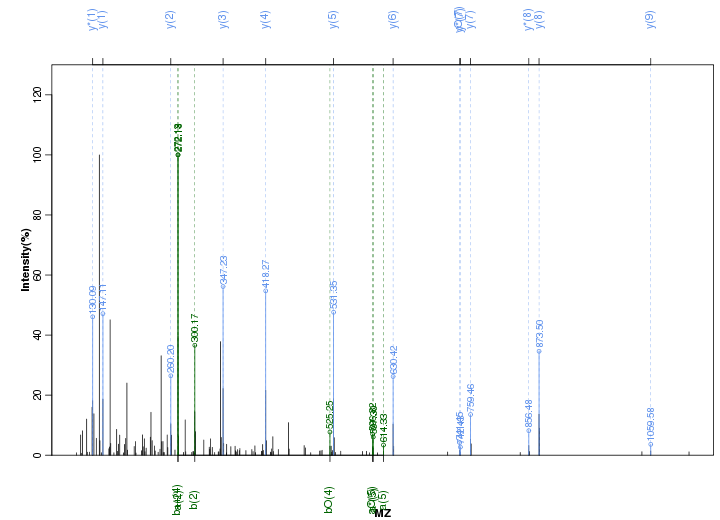 y*(1)
y(1)
y(2)
y(3)
y(4)
y(5)
y(6)
y(7)
y*(8)
y(8)
y(9)
Intensity(%)
0
20
40
60
80
100
120
130.09
147.11
260.20
272.18
300.17
347.23
418.27
525.25
531.35
614.33
630.42
759.46
856.48
873.50
1059.58
b(2)
bO(4)
a(5)
MZ